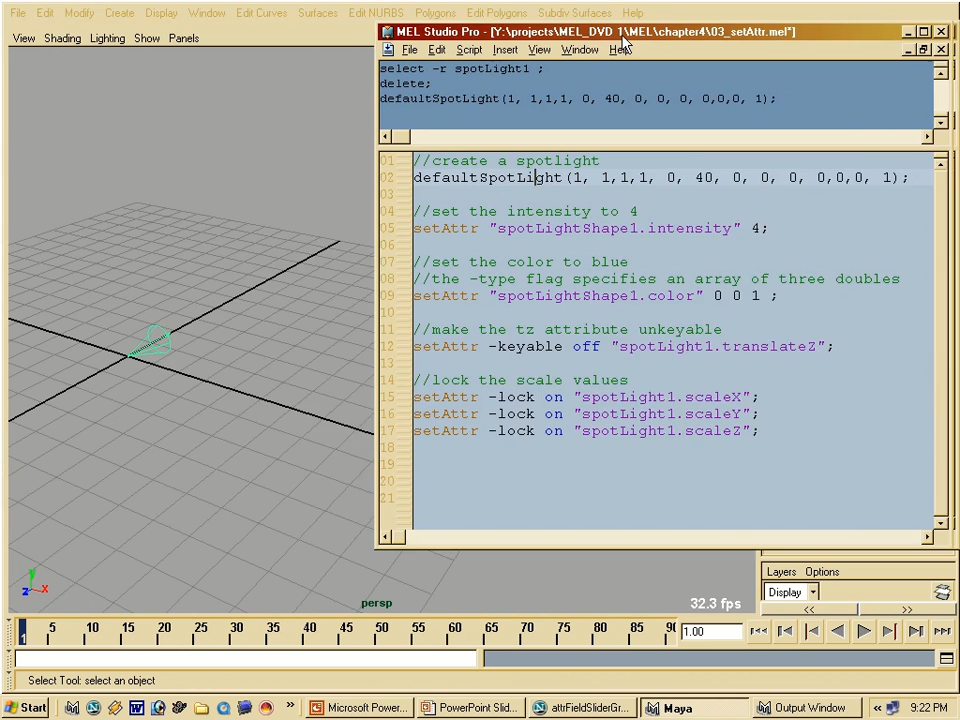 File Edit Modify Create Display Window Edit Curves Surfaces Edit NURBS Polygons Edit Polygons Subdiv Surfaces Help
View Shading Lighting Show Panels
MEL Studio Pro - [Y:\projects\MEL_DVD 1\MEL\chapter4\03_setAttr.mel*]
File Edit Script Insert View Window Help
select -r spotLight1 ;
delete;
defaultSpotLight(1, 1,1,1, 0, 40, 0, 0, 0, 0,0,0, 1);
01 //create a spotlight
02 defaultSpotLight(1, 1,1,1, 0, 40, 0, 0, 0, 0,0,0, 1);
03
04 //set the intensity to 4
05 setAttr "spotLightShape1.intensity" 4;
06
07 //set the color to blue
08 //the -type flag specifies an array of three doubles
09 setAttr "spotLightShape1.color" 0 0 1 ;
10
11 //make the tz attribute unkeyable
12 setAttr -keyable off "spotLight1.translateZ";
13
14 //lock the scale values
15 setAttr -lock on "spotLight1.scaleX";
16 setAttr -lock on "spotLight1.scaleY";
17 setAttr -lock on "spotLight1.scaleZ";
18
19
20
21
y
z x
persp
32.3 fps
Layers Options
Display
<< >>
1 5 10 15 20 25 30 35 40 45 50 55 60 65 70 75 80 85 90
1.00
Select Tool: select an object
Start » Microsoft Power... PowerPoint Slid... attrFieldSliderGr... Maya Output Window « 9:22 PM